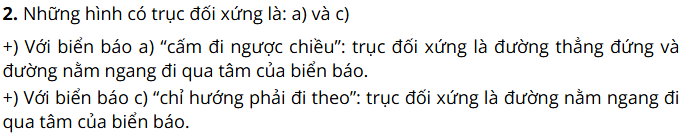 2. Những hình có trục đối xứng là: a) và c)
+) Với biển báo a) “cấm đi ngược chiều”: trục đối xứng là đường thẳng đứng và
đường nằm ngang đi qua tâm của biển báo.
+) Với biển báo c) “chỉ hướng phải đi theo”: trục đối xứng là đường nằm ngang đi
qua tâm của biển báo.